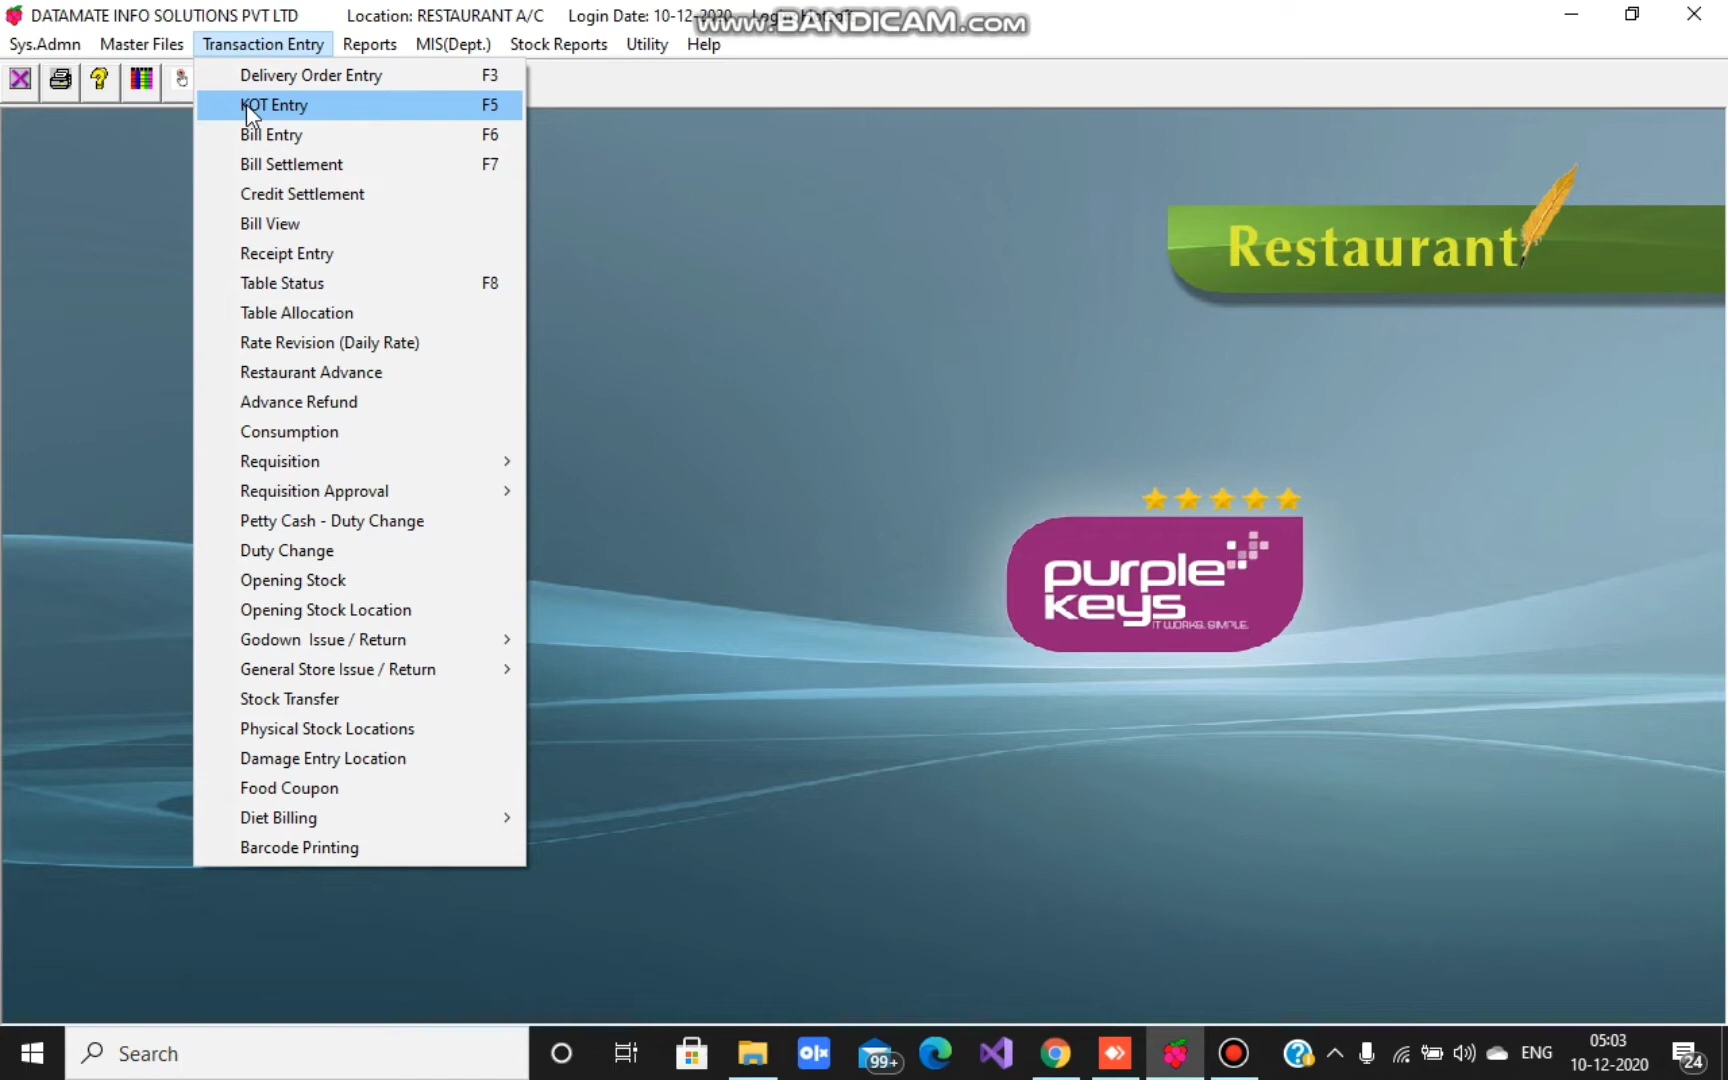 DATAMATE INFO SOLUTIONS PVT LTD Location: RESTAURANT A/C Login Date: 10-12-2020
www.BANDICAM.com
Sys.Admn Master Files Transaction Entry Reports MIS(Dept.) Stock Reports Utility Help
Delivery Order Entry F3
KOT Entry F5
Bill Entry F6
Bill Settlement F7
Credit Settlement
Bill View
Receipt Entry
Table Status F8
Table Allocation
Rate Revision (Daily Rate)
Restaurant Advance
Advance Refund
Consumption
Requisition
Requisition Approval
Petty Cash - Duty Change
Duty Change
Opening Stock
Opening Stock Location
Godown Issue / Return
General Store Issue / Return
Stock Transfer
Physical Stock Locations
Damage Entry Location
Food Coupon
Diet Billing
Barcode Printing
Restaurant
purple
keys
IT WORKS. SIMPLE.
Search
olx
99+
ENG
05:03
10-12-2020
24